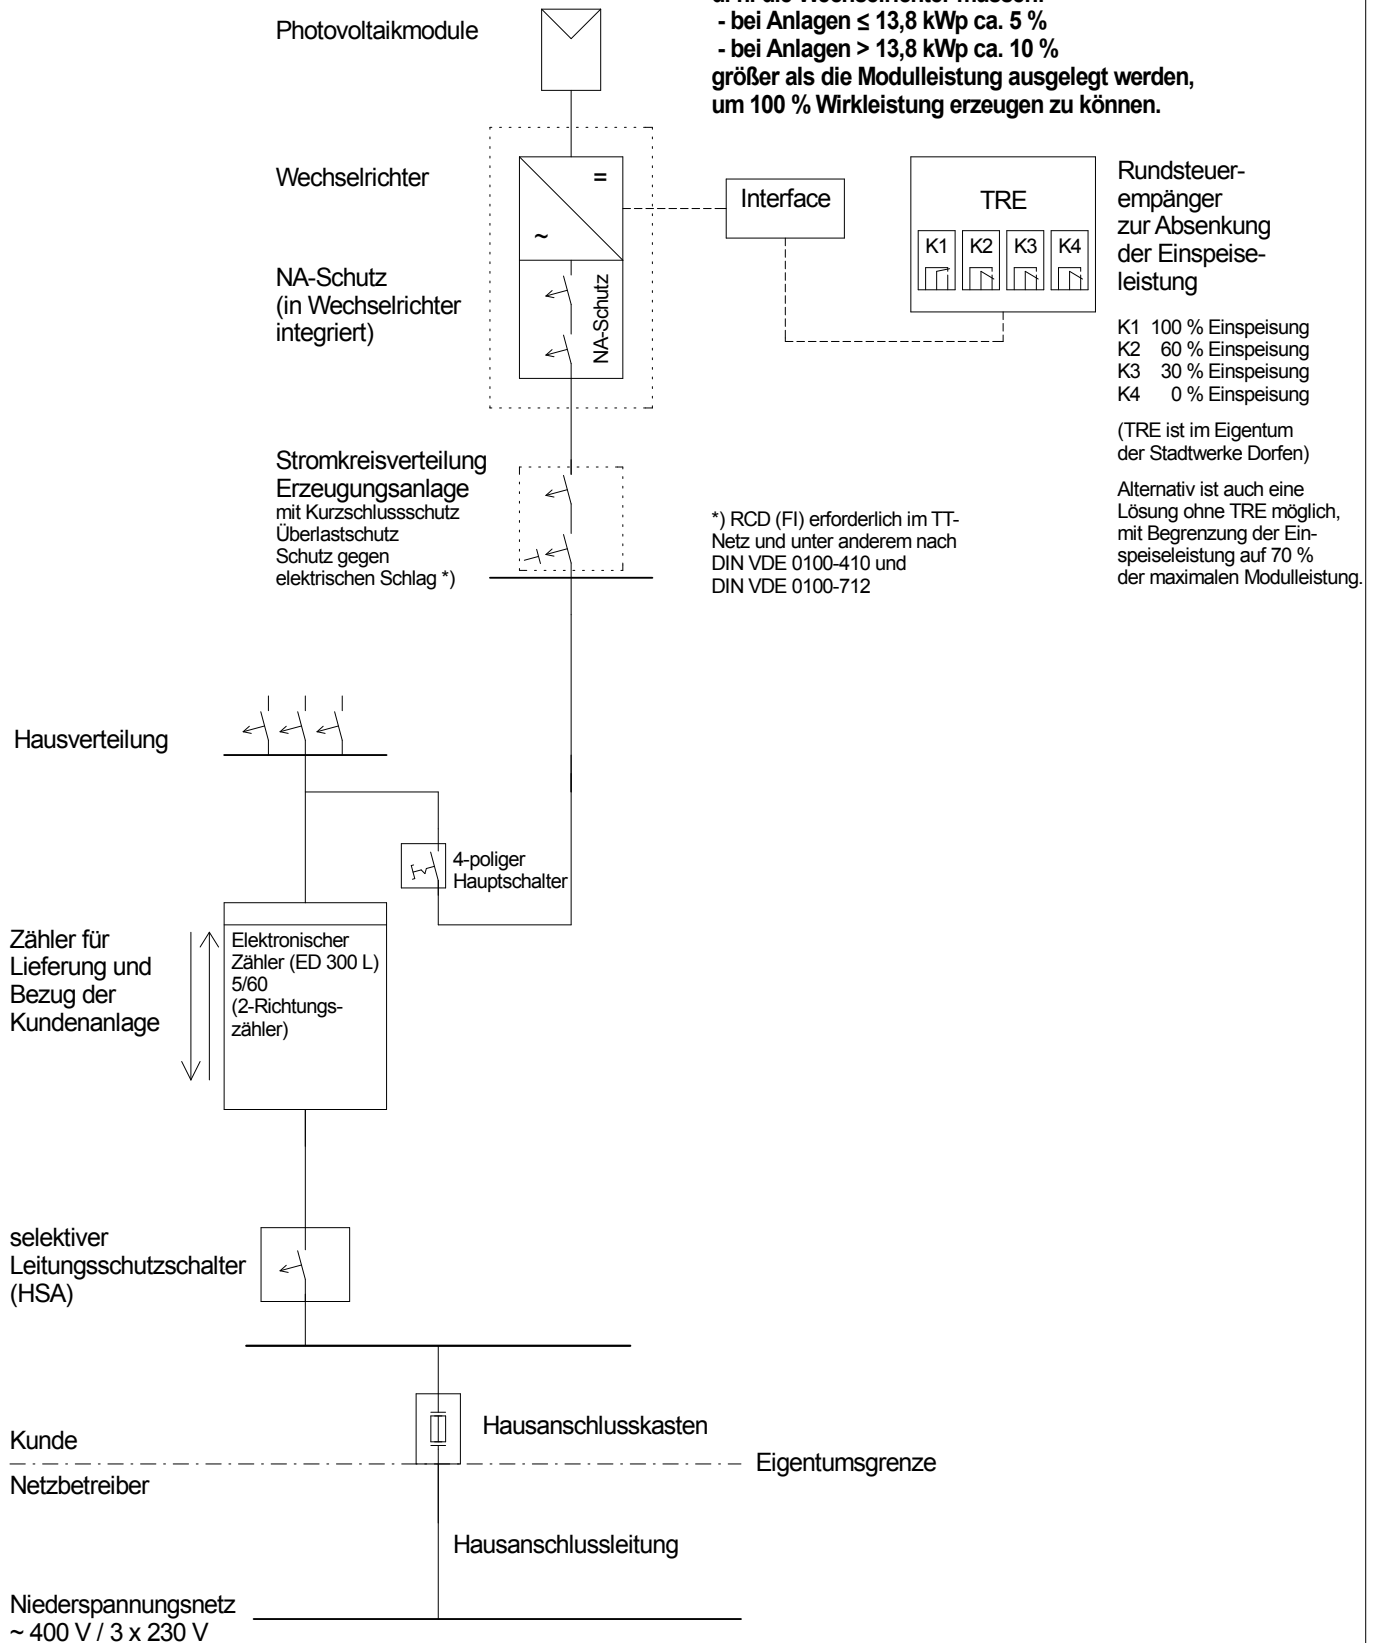 Photovoltaikmodule
- bei Anlagen ≤ 13,8 kWp ca. 5 %
- bei Anlagen > 13,8 kWp ca. 10 %
größer als die Modulleistung ausgelegt werden,
um 100 % Wirkleistung erzeugen zu können.
Wechselrichter
=
~
NA-Schutz
(in Wechselrichter
integriert)
NA-Schutz
Interface
TRE
K1 K2 K3 K4
Rundsteuer-
empänger
zur Absenkung
der Einspeise-
leistung
K1 100 % Einspeisung
K2 60 % Einspeisung
K3 30 % Einspeisung
K4 0 % Einspeisung
(TRE ist im Eigentum
der Stadtwerke Dorfen)
Alternativ ist auch eine
Lösung ohne TRE möglich,
mit Begrenzung der Ein-
speiseleistung auf 70 %
der maximalen Modulleistung.
Stromkreisverteilung
Erzeugungsanlage
mit Kurzschlussschutz
Überlastschutz
Schutz gegen
elektrischen Schlag *)
*) RCD (FI) erforderlich im TT-
Netz und unter anderem nach
DIN VDE 0100-410 und
DIN VDE 0100-712
Hausverteilung
4-poliger
Hauptschalter
Zähler für
Lieferung und
Bezug der
Kundenanlage
Elektronischer
Zähler (ED 300 L)
5/60
(2-Richtungs-
zähler)
selektiver
Leitungsschutzschalter
(HSA)
Hausanschlusskasten
Kunde
Eigentumsgrenze
Netzbetreiber
Hausanschlussleitung
Niederspannungsnetz
~ 400 V / 3 x 230 V